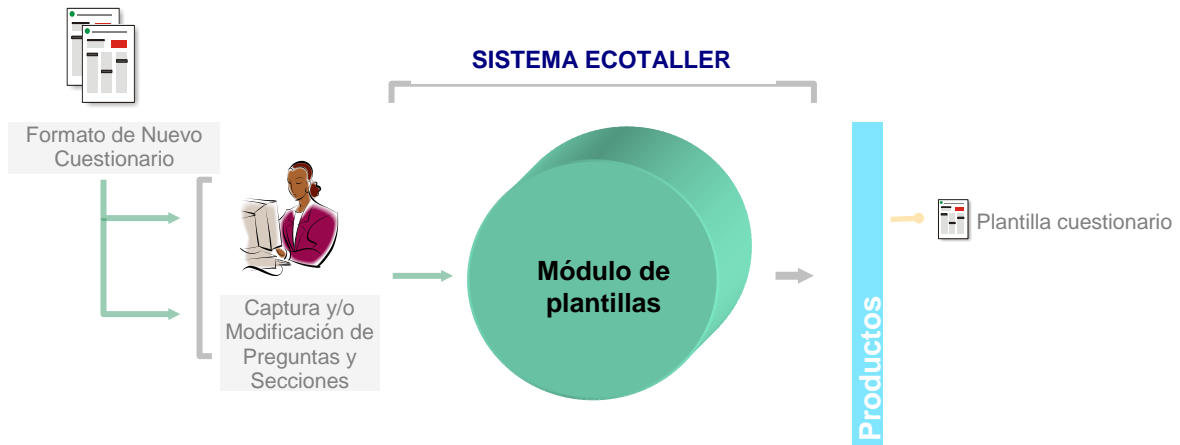 SISTEMA ECOTALLER
Formato de Nuevo
Cuestionario
Captura y/o
Modificación de
Preguntas y
Secciones
Módulo de
plantillas
Productos
Plantilla cuestionario